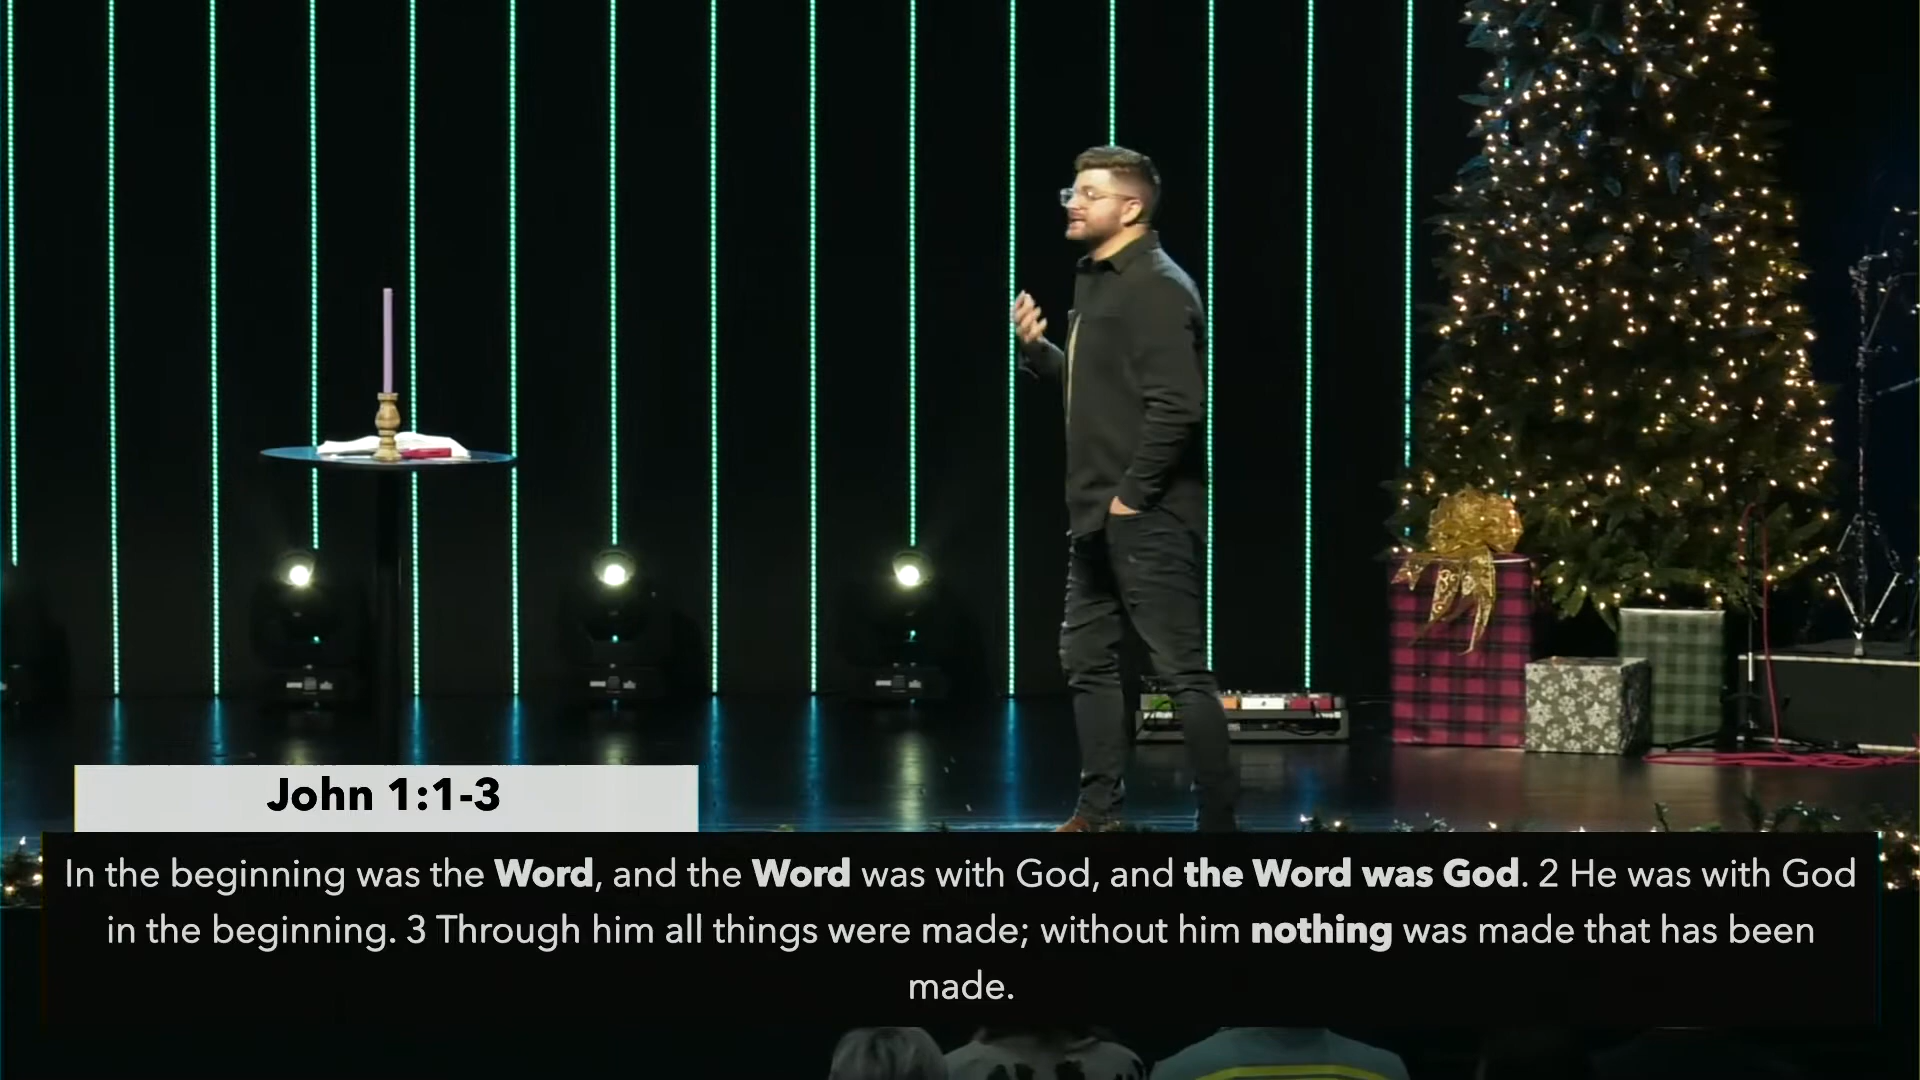 John 1:1-3
In the beginning was the Word, and the Word was with God, and the Word was God. 2 He was with God
in the beginning. 3 Through him all things were made; without him nothing was made that has been
made.